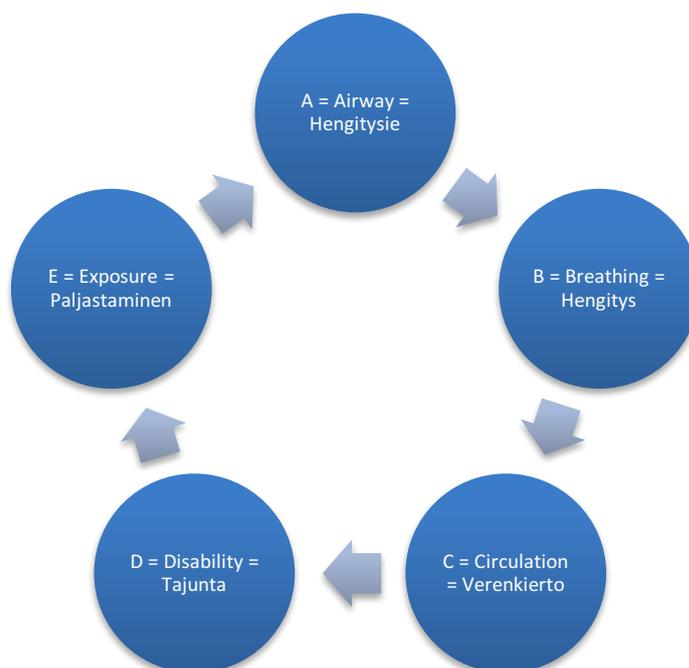 A = Airway =
Hengitysie
B = Breathing =
Hengitys
C = Circulation
= Verenkierto
D = Disability =
Tajunta
E = Exposure =
Paljastaminen